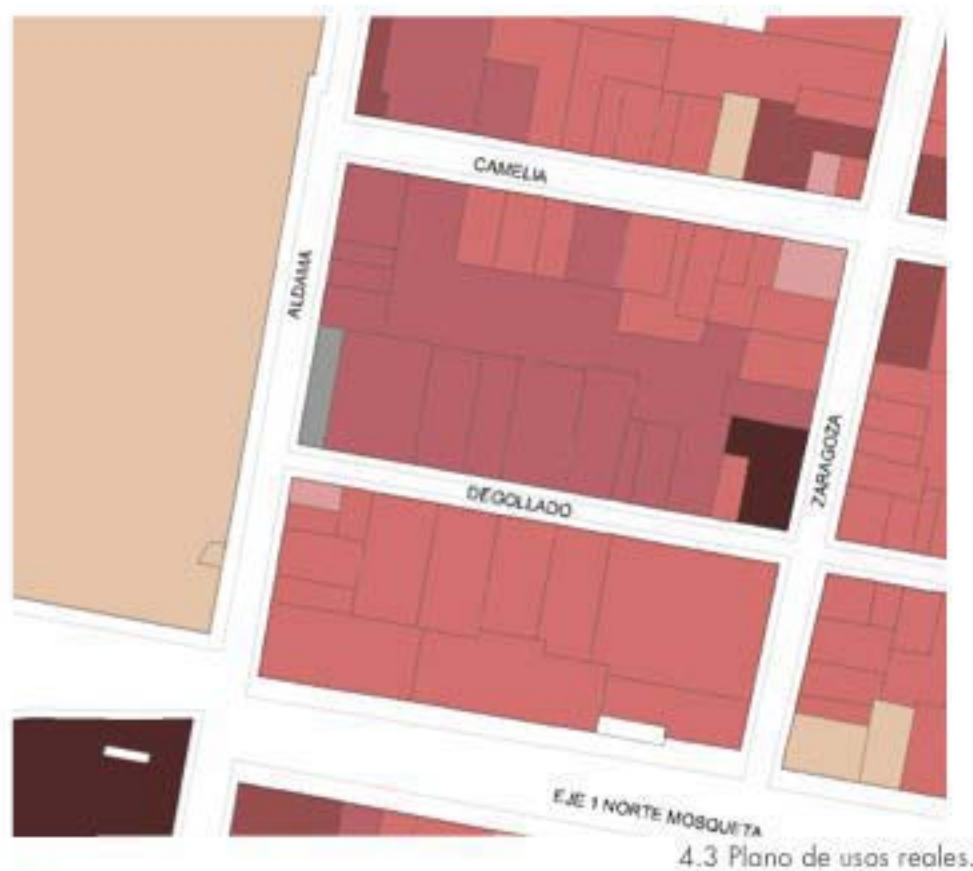 CAMELIA
ALDAMA
ZARAGOZA
DEGOLLADO
EJE 1 NORTE MOSQUETA
4.3 Plano de usos reales.